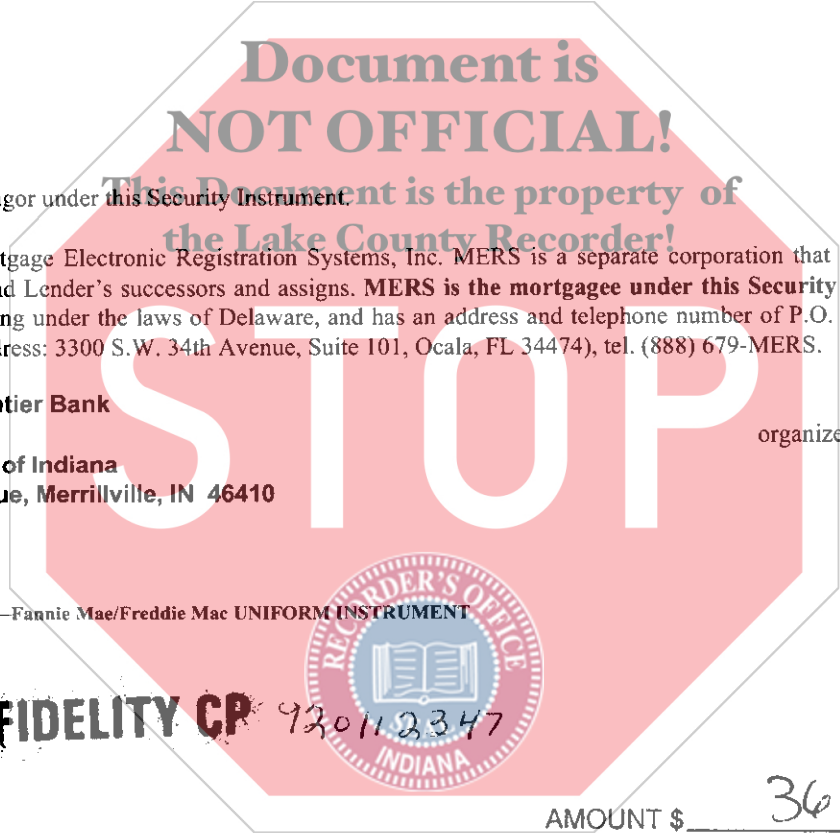 Document is
NOT OFFICIAL!
This Document is the property of
the Lake County Recorder!
gor under this Security Instrument.
tgage Electronic Registration Systems, Inc. MERS is a separate corporation that
d Lender's successors and assigns. MERS is the mortgagee under this Security
ng under the laws of Delaware, and has an address and telephone number of P.O.
ress: 3300 S.W. 34th Avenue, Suite 101, Ocala, FL 34474), tel. (888) 679-MERS.
tier Bank
organize
of Indiana
ue, Merrillville, IN 46410
STOP
RECORDER'S OFFICE
–Fannie Mae/Freddie Mac UNIFORM INSTRUMENT
FIDELITY CP 920112347
INDIANA
AMOUNT $ 36